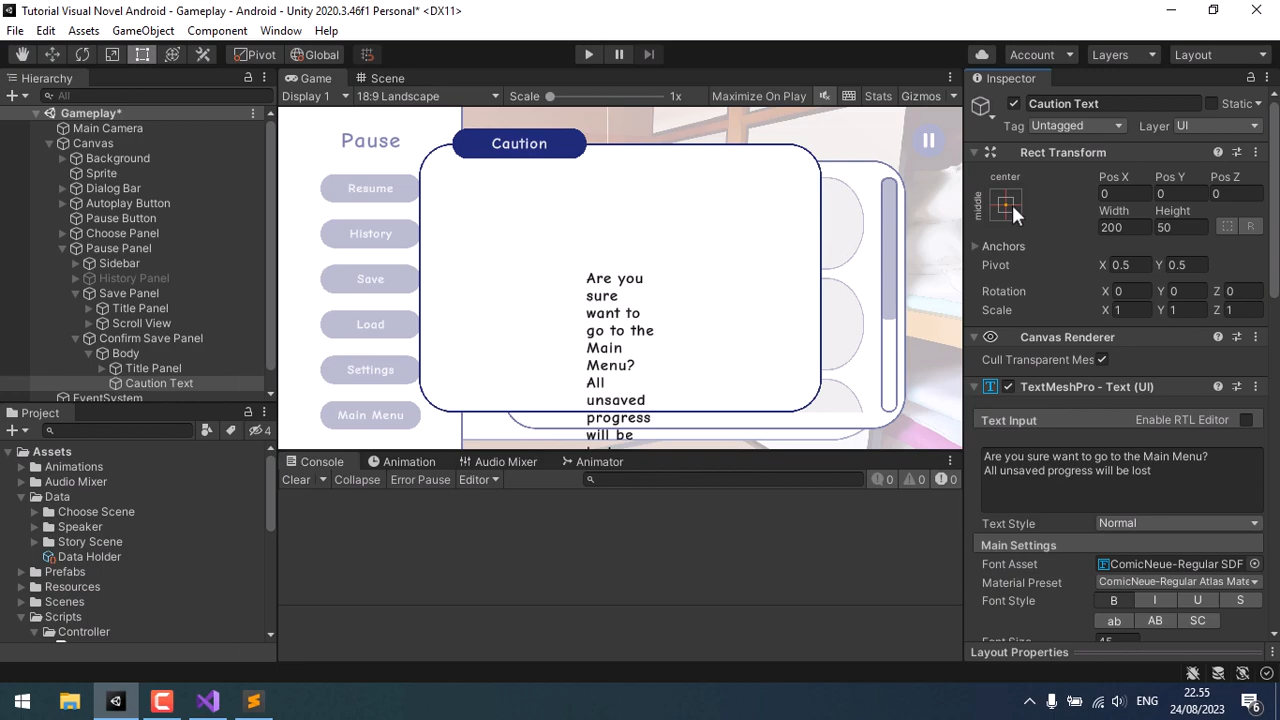 Tutorial Visual Novel Android - Gameplay - Android - Unity 2020.3.46f1 Personal* <DX11>
File Edit Assets GameObject Component Window Help
Pivot Global Account Layers Layout
Hierarchy
All
Gameplay*
Main Camera
Canvas
Background
Sprite
Dialog Bar
Autoplay Button
Pause Button
Choose Panel
Pause Panel
Sidebar
History Panel
Save Panel
Title Panel
Scroll View
Confirm Save Panel
Body
Title Panel
Caution Text
EventSystem
Project
4
Assets
Animations
Audio Mixer
Data
Choose Scene
Speaker
Story Scene
Data Holder
Prefabs
Resources
Scenes
Scripts
Controller
Game Scene
Display 1 18:9 Landscape Scale 1x Maximize On Play Stats Gizmos
Pause
Resume
History
Save
Load
Settings
Main Menu
Caution
Are you
sure
want to
go to the
Main
Menu?
All
unsaved
progress
will be
Console Animation Audio Mixer Animator
Clear Collapse Error Pause Editor 0 0 0
Inspector
Caution Text Static
Tag Untagged Layer UI
Rect Transform
center Pos X Pos Y Pos Z
middle 0 0 0
Width Height
200 50 R
Anchors
Pivot X 0.5 Y 0.5
Rotation X 0 Y 0 Z 0
Scale X 1 Y 1 Z 1
Canvas Renderer
Cull Transparent Mes
TextMeshPro - Text (UI)
Text Input Enable RTL Editor
Are you sure want to go to the Main Menu?
All unsaved progress will be lost
Text Style Normal
Main Settings
Font Asset ComicNeue-Regular SDF
Material Preset ComicNeue-Regular Atlas Mate
Font Style B I U S
ab AB SC
Layout Properties
ENG 22.55
24/08/2023 6